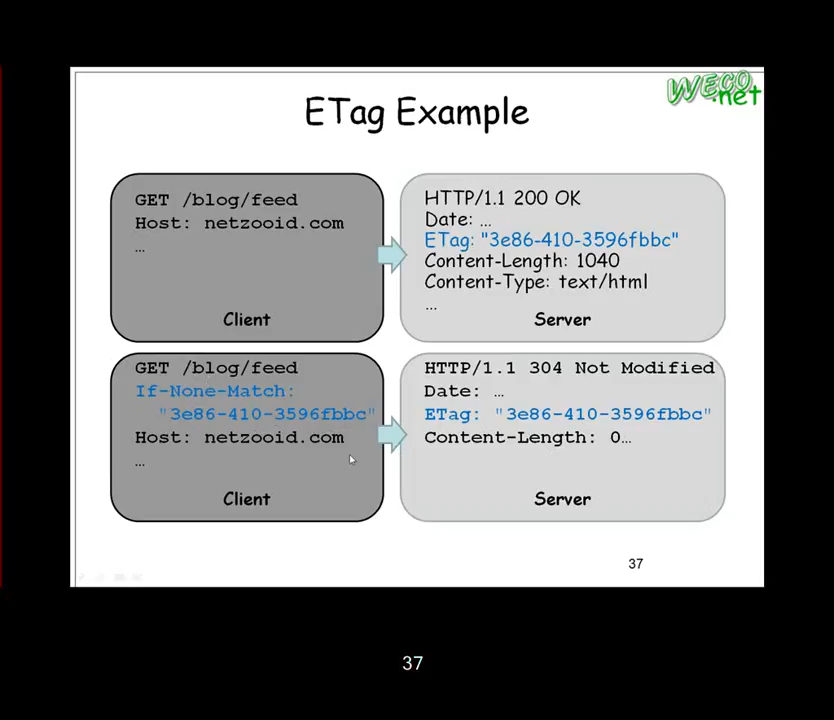 WECO
.net
ETag Example
GET /blog/feed
Host: netzooid.com
…
Client
HTTP/1.1 200 OK
Date: …
ETag: "3e86-410-3596fbbc"
Content-Length: 1040
Content-Type: text/html
…
Server
GET /blog/feed
If-None-Match:
"3e86-410-3596fbbc"
Host: netzooid.com
…
Client
HTTP/1.1 304 Not Modified
Date: …
ETag: "3e86-410-3596fbbc"
Content-Length: 0…
Server
37
37